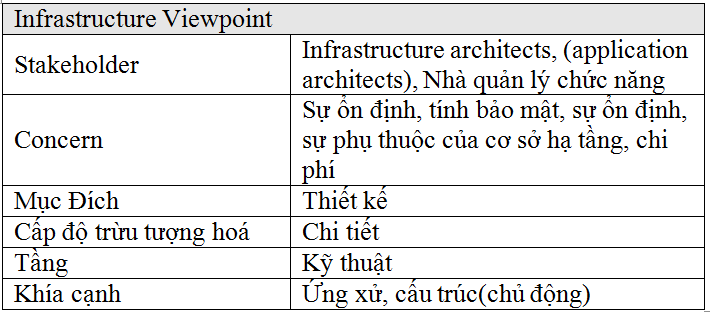 Infrastructure Viewpoint
Stakeholder
Infrastructure architects, (application
architects), Nhà quản lý chức năng
Concern
Sự ổn định, tính bảo mật, sự ổn định,
sự phụ thuộc của cơ sở hạ tầng, chi
phí
Mục Đích
Thiết kế
Cấp độ trừu tượng hoá
Chi tiết
Tầng
Kỹ thuật
Khía cạnh
Ứng xử, cấu trúc(chủ động)